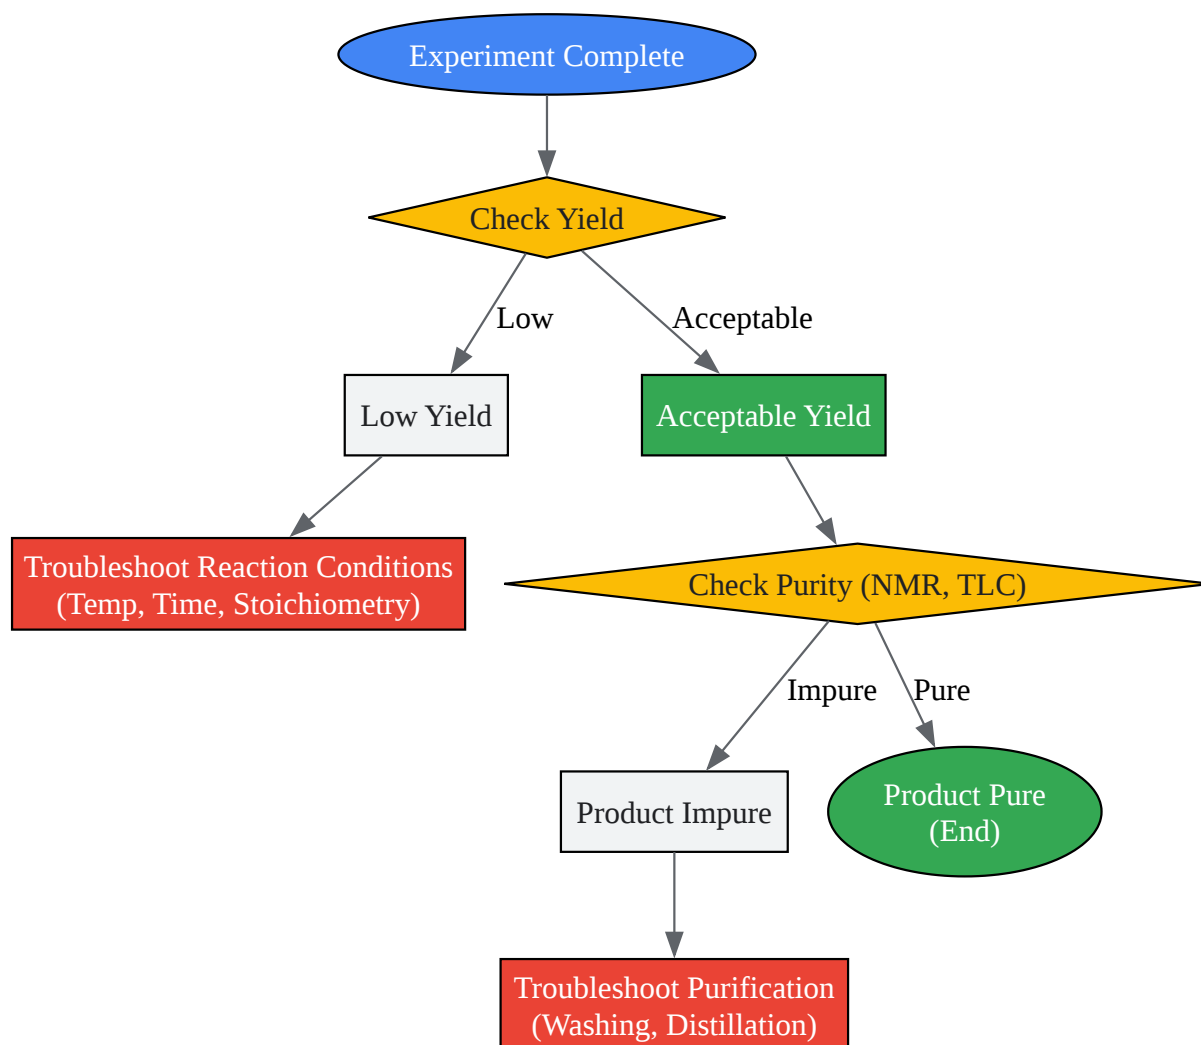 Experiment Complete
Check Yield
Low
Acceptable
Low Yield
Acceptable Yield
Troubleshoot Reaction Conditions
(Temp, Time, Stoichiometry)
Check Purity (NMR, TLC)
Impure
Pure
Product Impure
Product Pure
(End)
Troubleshoot Purification
(Washing, Distillation)